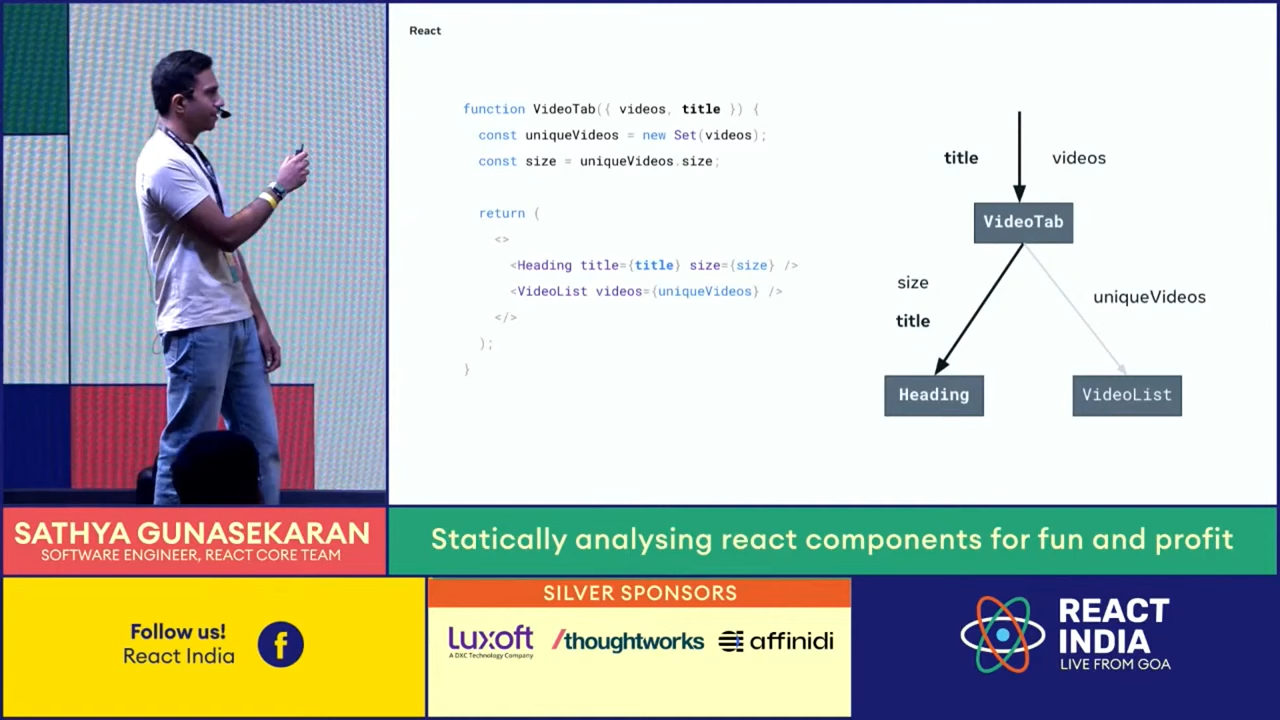 React
function VideoTab({ videos, title }) {
const uniqueVideos = new Set(videos);
const size = uniqueVideos.size;
return (
<>
<Heading title={title} size={size} />
<VideoList videos={uniqueVideos} />
</>
);
}
title
videos
VideoTab
size
title
uniqueVideos
Heading
VideoList
SATHYA GUNASEKARAN
SOFTWARE ENGINEER, REACT CORE TEAM
Statically analysing react components for fun and profit
Follow us!
React India
f
SILVER SPONSORS
Luxoft
A DXC Technology Company
/thoughtworks
affinidi
REACT
INDIA
LIVE FROM GOA